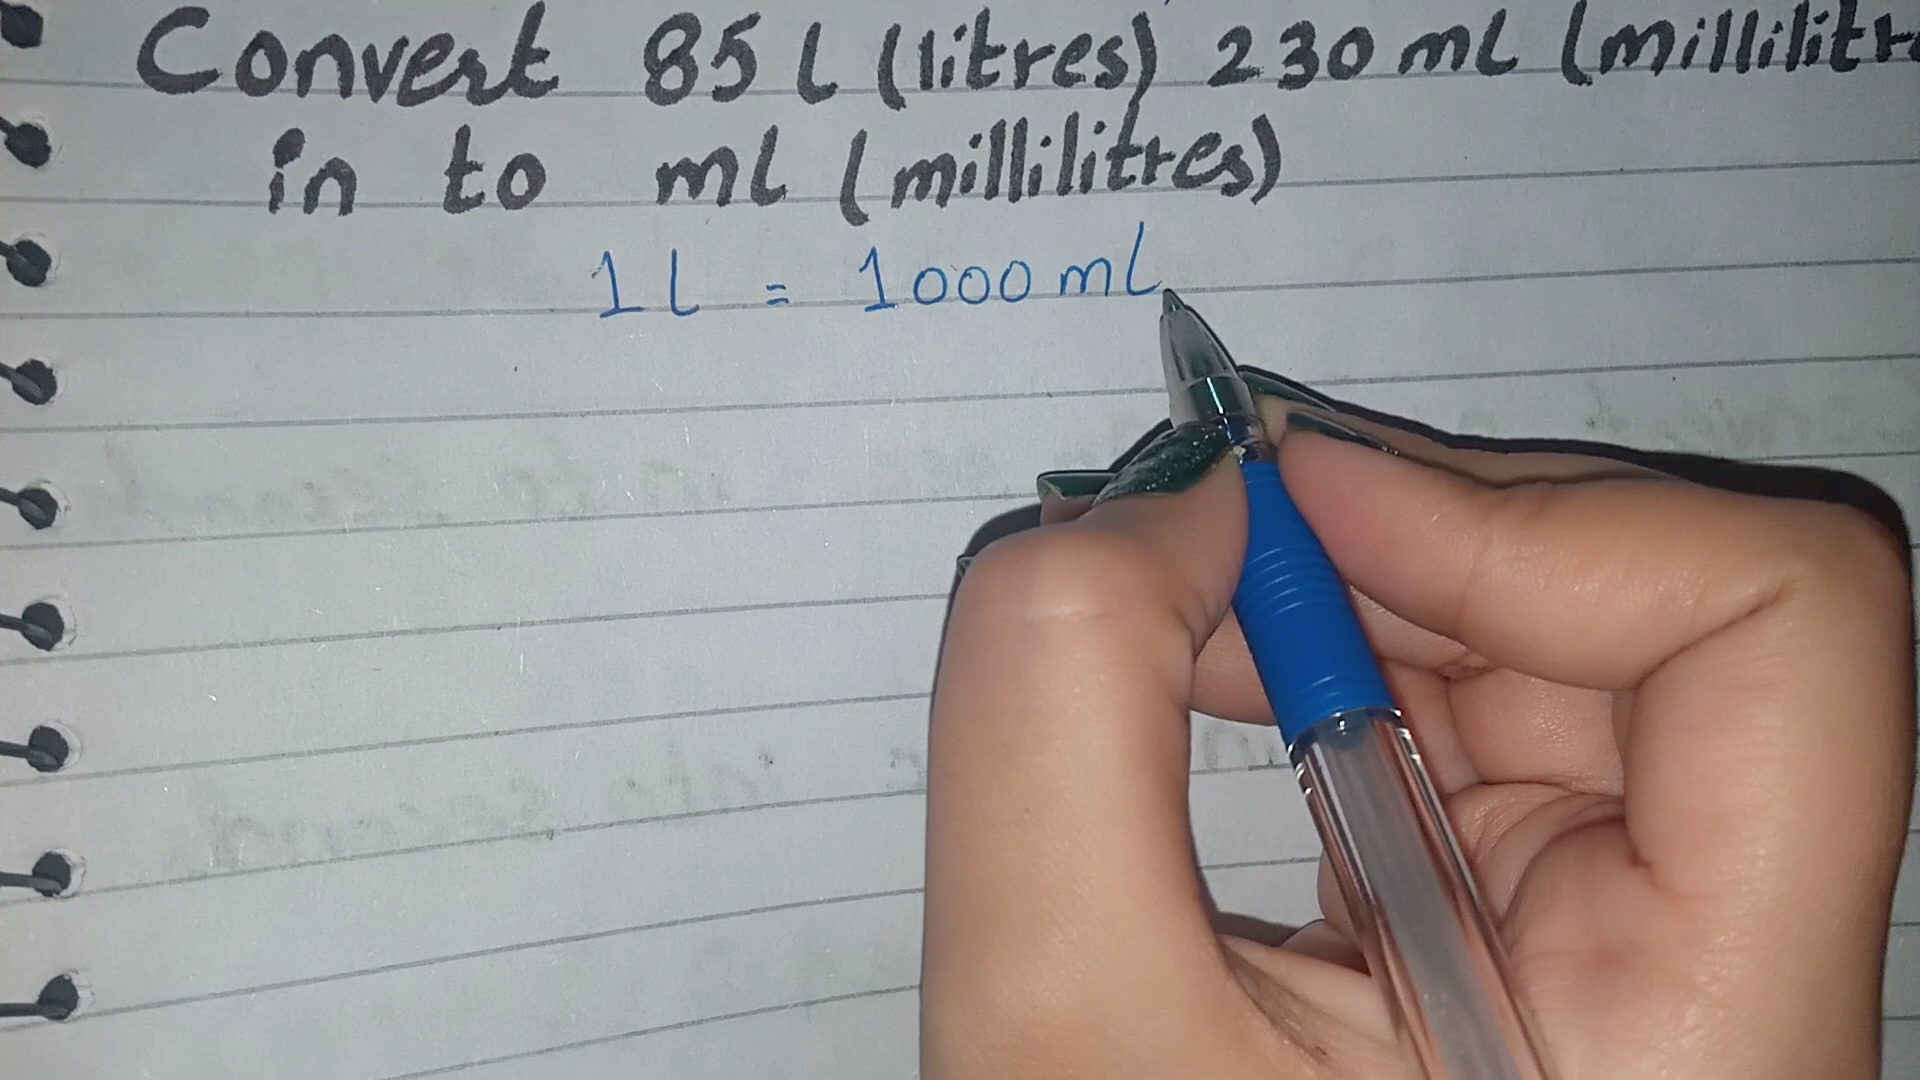 Convert 85 l (litres) 230 ml (millilitr
in to ml (millilitres)
1 l = 1000 ml